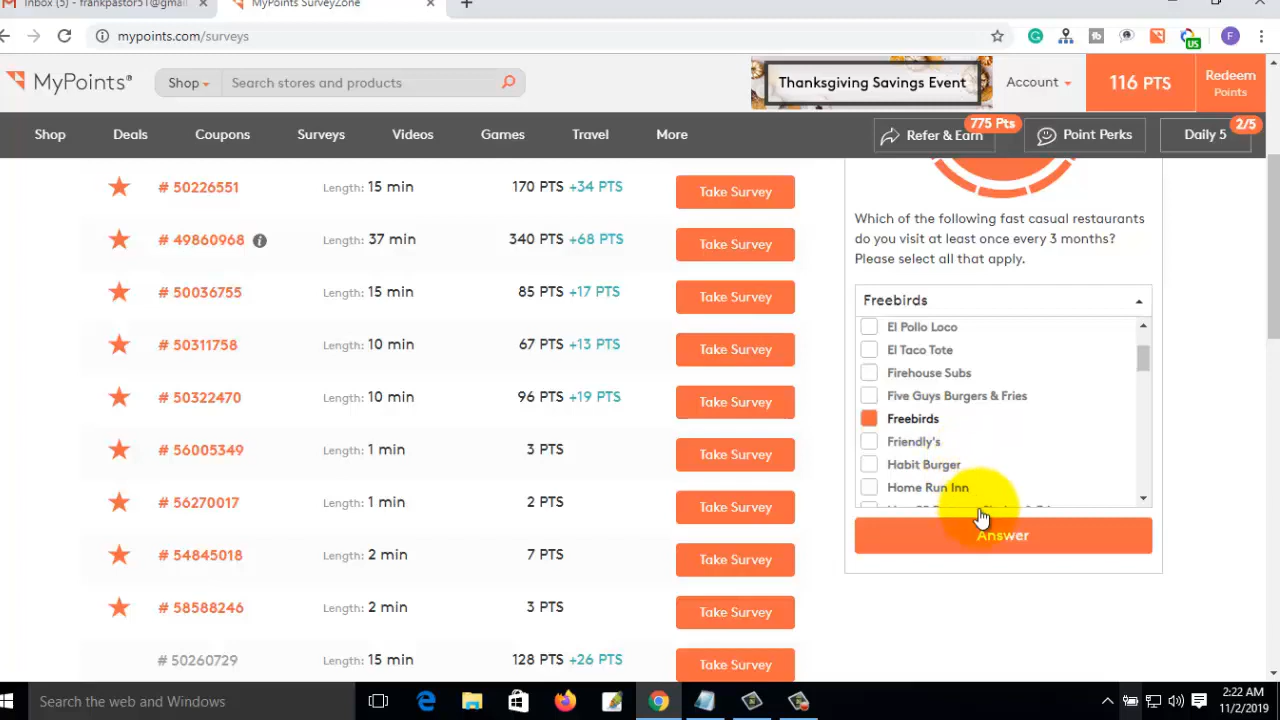 Inbox (5) - frankpastor51@gmail
MyPoints SurveyZone
mypoints.com/surveys
US
F
MyPoints®
Shop
Search stores and products
Thanksgiving Savings Event
Account
116 PTS
Redeem
Points
Shop
Deals
Coupons
Surveys
Videos
Games
Travel
More
Refer & Earn
775 Pts
Point Perks
Daily 5
2/5
# 50226551 Length: 15 min 170 PTS +34 PTS Take Survey
# 49860968 Length: 37 min 340 PTS +68 PTS Take Survey
# 50036755 Length: 15 min 85 PTS +17 PTS Take Survey
# 50311758 Length: 10 min 67 PTS +13 PTS Take Survey
# 50322470 Length: 10 min 96 PTS +19 PTS Take Survey
# 56005349 Length: 1 min 3 PTS Take Survey
# 56270017 Length: 1 min 2 PTS Take Survey
# 54845018 Length: 2 min 7 PTS Take Survey
# 58588246 Length: 2 min 3 PTS Take Survey
# 50260729 Length: 15 min 128 PTS +26 PTS Take Survey
Which of the following fast casual restaurants
do you visit at least once every 3 months?
Please select all that apply.
Freebirds
El Pollo Loco
El Taco Tote
Firehouse Subs
Five Guys Burgers & Fries
Freebirds
Friendly's
Habit Burger
Home Run Inn
Answer
Search the web and Windows
2:22 AM
11/2/2019